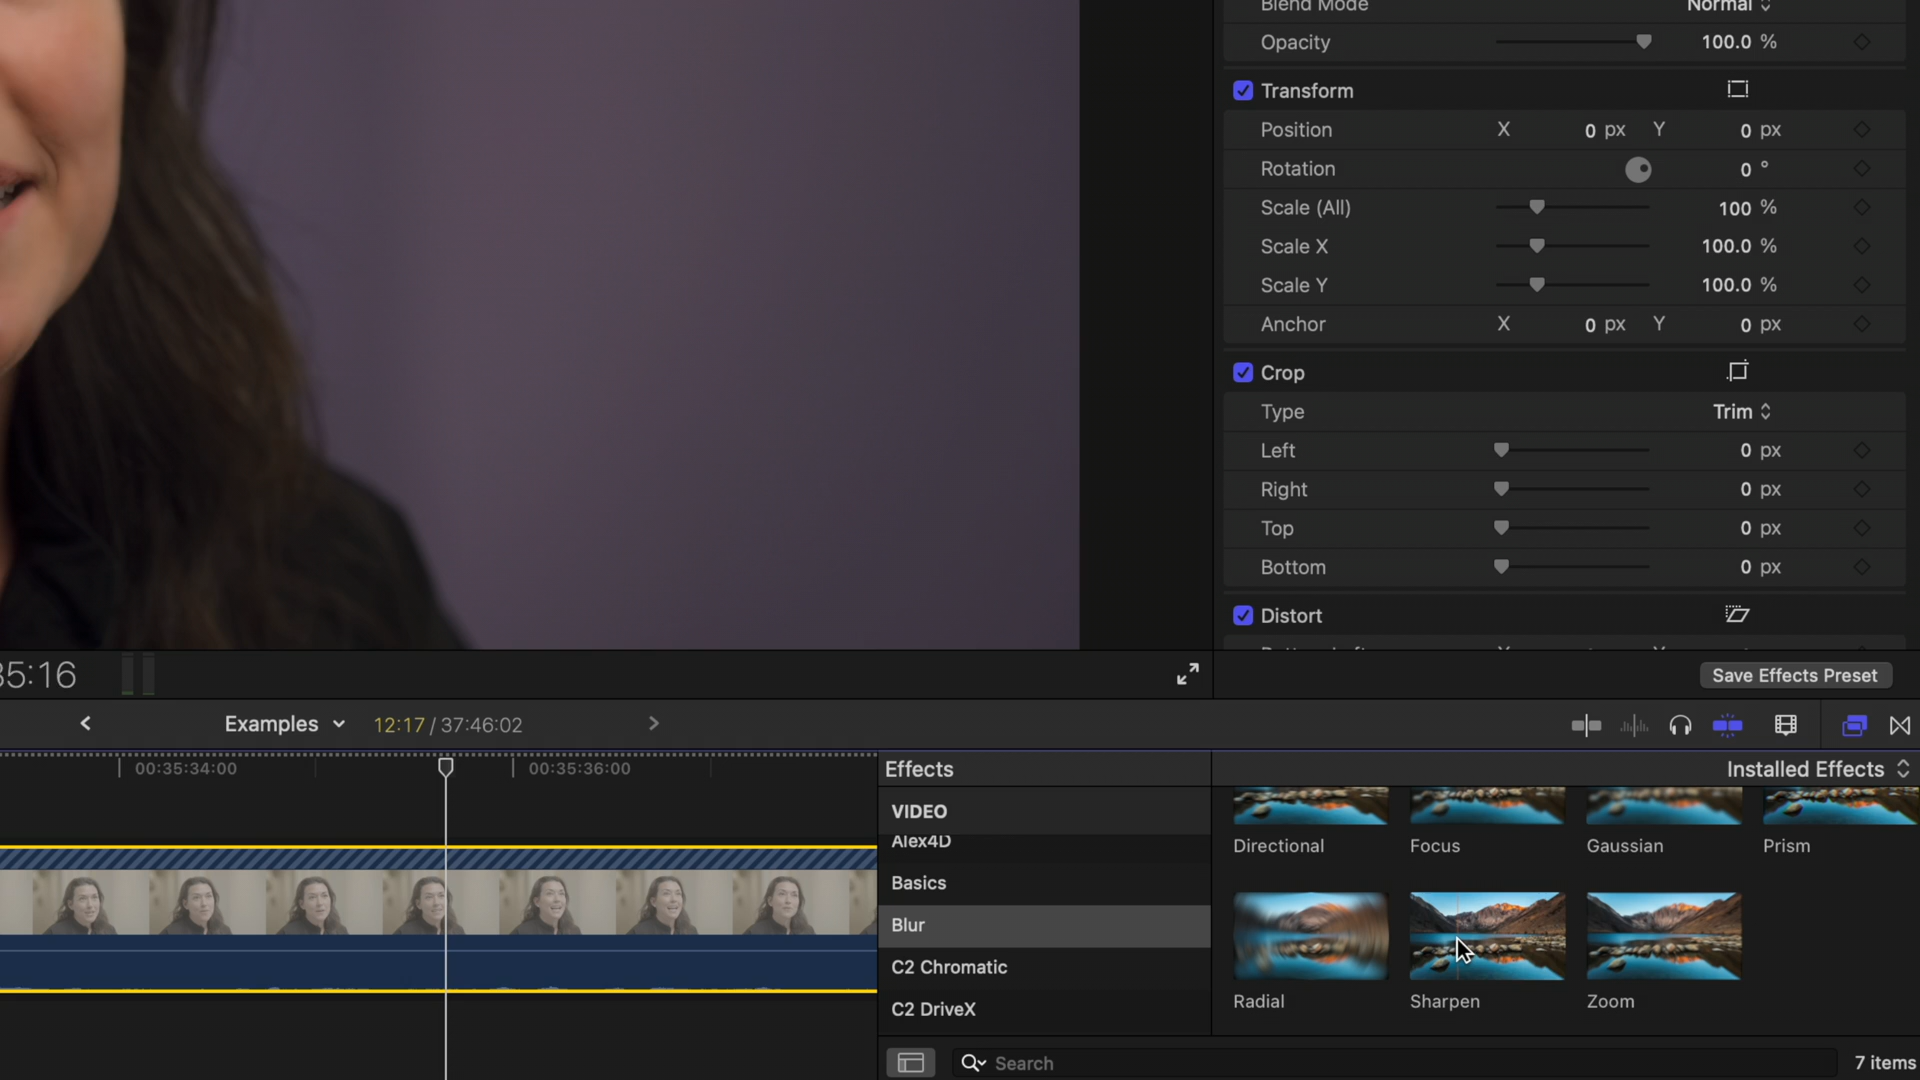 Blend Mode Normal
Opacity 100.0 %
Transform
Position X 0 px Y 0 px
Rotation 0 °
Scale (All) 100 %
Scale X 100.0 %
Scale Y 100.0 %
Anchor X 0 px Y 0 px
Crop
Type Trim
Left 0 px
Right 0 px
Top 0 px
Bottom 0 px
Distort
35:16
Save Effects Preset
Examples 12:17 / 37:46:02
00:35:34:00 00:35:36:00
Effects Installed Effects
VIDEO
Alex4D
Basics
Blur
C2 Chromatic
C2 DriveX
Directional Focus Gaussian Prism
Radial Sharpen Zoom
Search 7 items